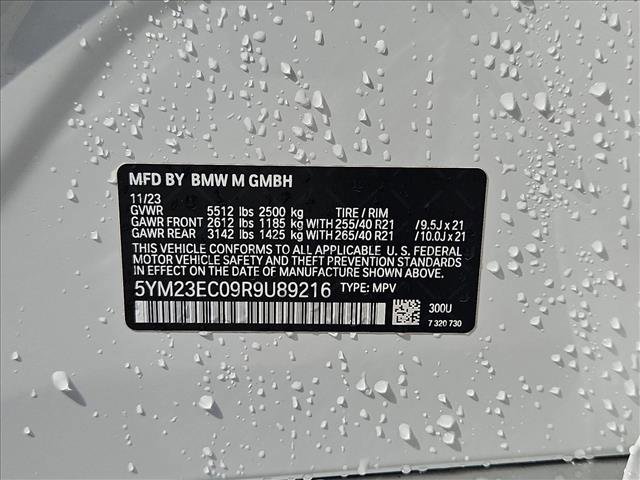 MFD BY BMW M GMBH
11/23
GVWR 5512 lbs 2500 kg TIRE / RIM
GAWR FRONT 2612 lbs 1185 kg WITH 255/40 R21 / 9.5J x 21
GAWR REAR 3142 lbs 1425 kg WITH 265/40 R21 / 10.0J x 21
THIS VEHICLE CONFORMS TO ALL APPLICABLE U. S. FEDERAL
MOTOR VEHICLE SAFETY AND THEFT PREVENTION STANDARDS
IN EFFECT ON THE DATE OF MANUFACTURE SHOWN ABOVE.
5YM23EC09R9U89216 TYPE: MPV
300U
7 320 730